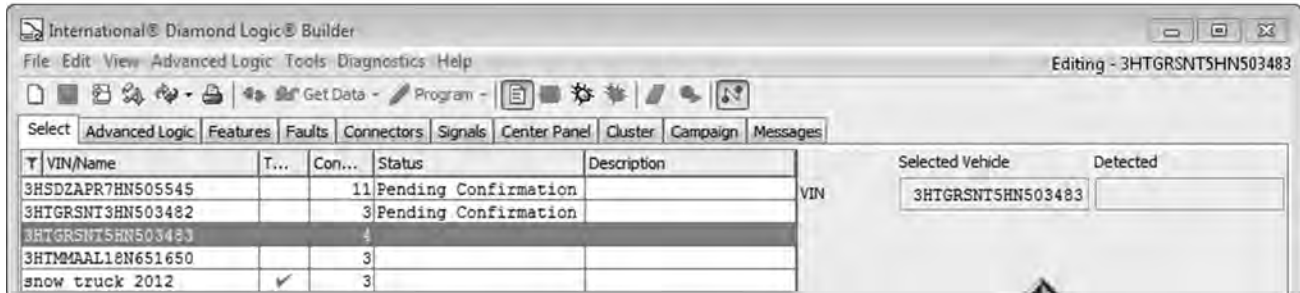 International® Diamond Logic® Builder
File Edit View Advanced Logic Tools Diagnostics Help Editing - 3HTGRSNT5HN503483
Get Data Program
Select Advanced Logic Features Faults Connectors Signals Center Panel Cluster Campaign Messages
VIN/Name T... Con... Status Description Selected Vehicle Detected
3HSDZAPR7HN505545 11 Pending Confirmation VIN 3HTGRSNT5HN503483
3HTGRSNT3HN503482 3 Pending Confirmation
3HTGRSNT5HN503483 4
3HTMMAAL18N651650 3
snow truck 2012 ✓ 3